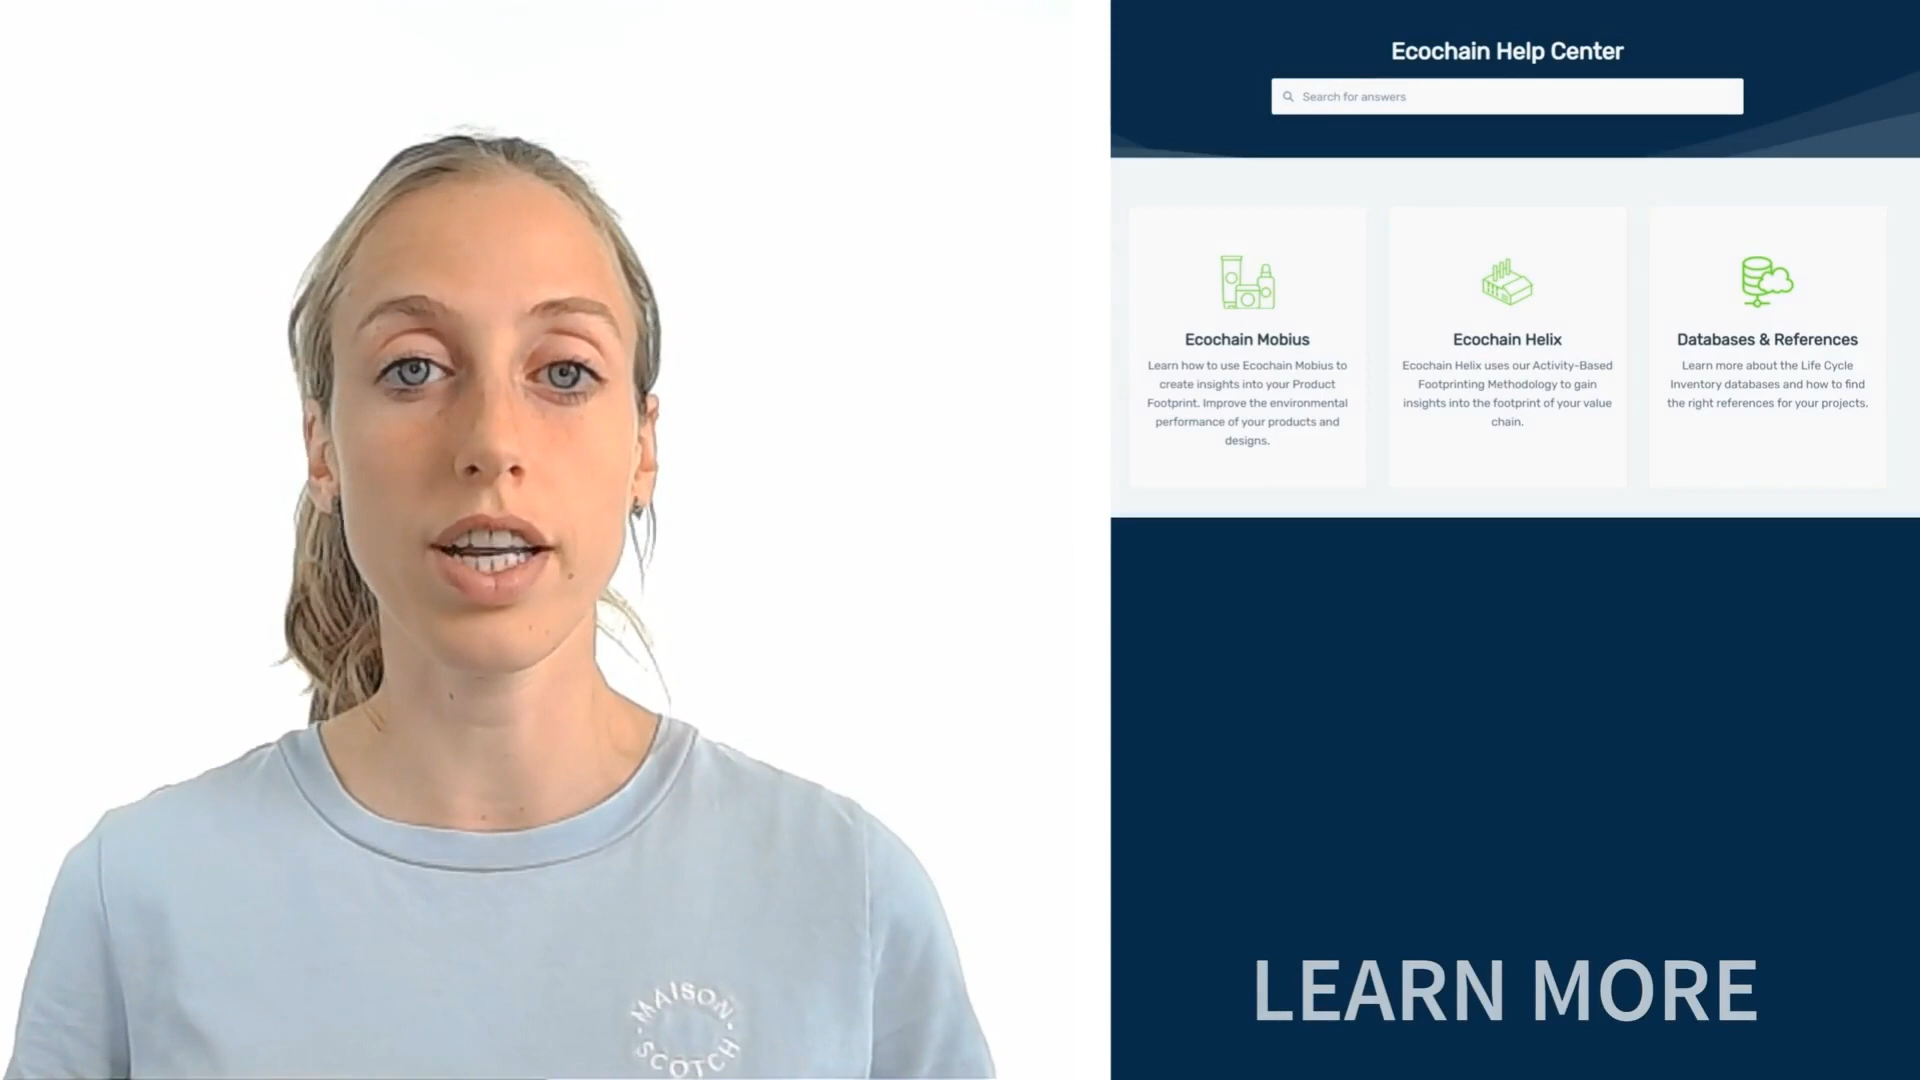 Ecochain Help Center
Search for answers
Ecochain Mobius
Learn how to use Ecochain Mobius to
create insights into your Product
Footprint. Improve the environmental
performance of your products and
designs.
Ecochain Helix
Ecochain Helix uses our Activity-Based
Footprinting Methodology to gain
insights into the footprint of your value
chain.
Databases & References
Learn more about the Life Cycle
Inventory databases and how to find
the right references for your projects.
MAISON
SCOTCH
LEARN MORE